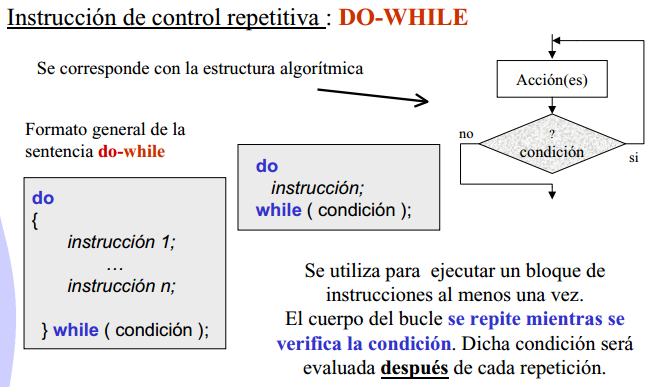 Instrucción de control repetitiva : DO-WHILE
Se corresponde con la estructura algorítmica
Acción(es)
?
condición
no
si
Formato general de la
sentencia do-while
do
{
instrucción 1;
…
instrucción n;
} while ( condición );
do
instrucción;
while ( condición );
Se utiliza para ejecutar un bloque de
instrucciones al menos una vez.
El cuerpo del bucle se repite mientras se
verifica la condición. Dicha condición será
evaluada después de cada repetición.